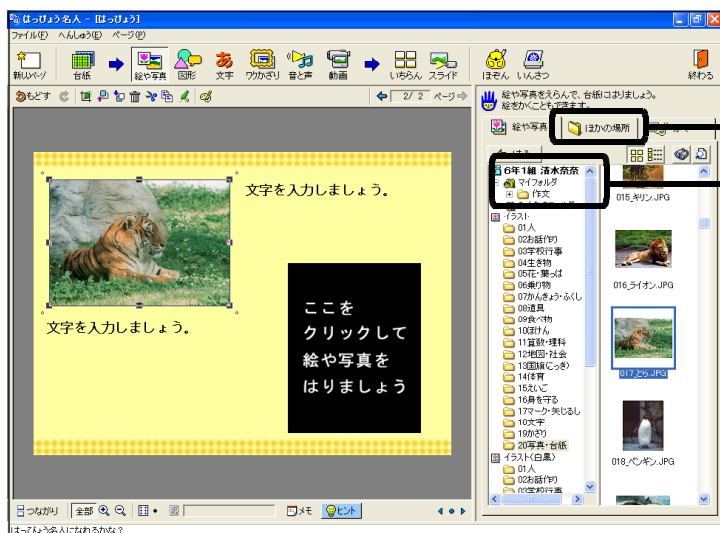 はっぴょう名人 - [はっぴょう]
ファイル(F) へんしゅう(E) ページ(P)
新しいページ 台紙 絵や写真 図形 文字 ワクかざり 音と声 動画 いちらん スライド ほぞん いんさつ 終わる
もどす 2/ 2 ページ
絵や写真をえらんで、台紙にはりましょう。
絵をかくこともできます。
絵や写真 ほかの場所
はる
文字を入力しましょう。
文字を入力しましょう。
ここを
クリックして
絵や写真を
はりましょう
6年1組 清水奈奈
マイフォルダ
作文
イラスト
01人
02お話作り
03学校行事
04生き物
05花・葉っぱ
06乗り物
07かんきょう・ふくし
08道具
09食べ物
10ほけん
11算数・理科
12地図・社会
13国旗(こっき)
14体育
15えいご
16身を守る
17マーク・矢じるし
18文字
19かざり
20写真・台紙
イラスト(白黒)
01人
02お話作り
03学校行事
015_キリン.JPG
016_ライオン.JPG
017_とら.JPG
018_ペンギン.JPG
つながり 全部 メモ ヒント
はっぴょう名人になれるかな？